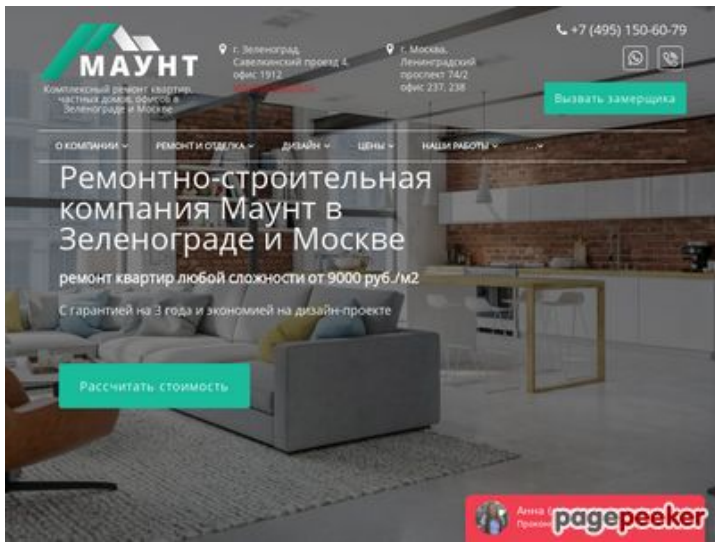 МАУНТ
Комплексный ремонт квартир,
частных домов, офисов в
Зеленограде и Москве
г. Зеленоград,
Савелкинский проезд 4,
офис 1912
г. Москва,
Ленинградский
проспект 74/2
офис 237, 238
+7 (495) 150-60-79
Вызвать замерщика
О КОМПАНИИ
РЕМОНТ И ОТДЕЛКА
ДИЗАЙН
ЦЕНЫ
НАШИ РАБОТЫ
...
Ремонтно-строительная
компания Маунт в
Зеленограде и Москве
ремонт квартир любой сложности от 9000 руб./м2
С гарантией на 3 года и экономией на дизайн-проекте
Рассчитать стоимость
Анна
pagepeeker